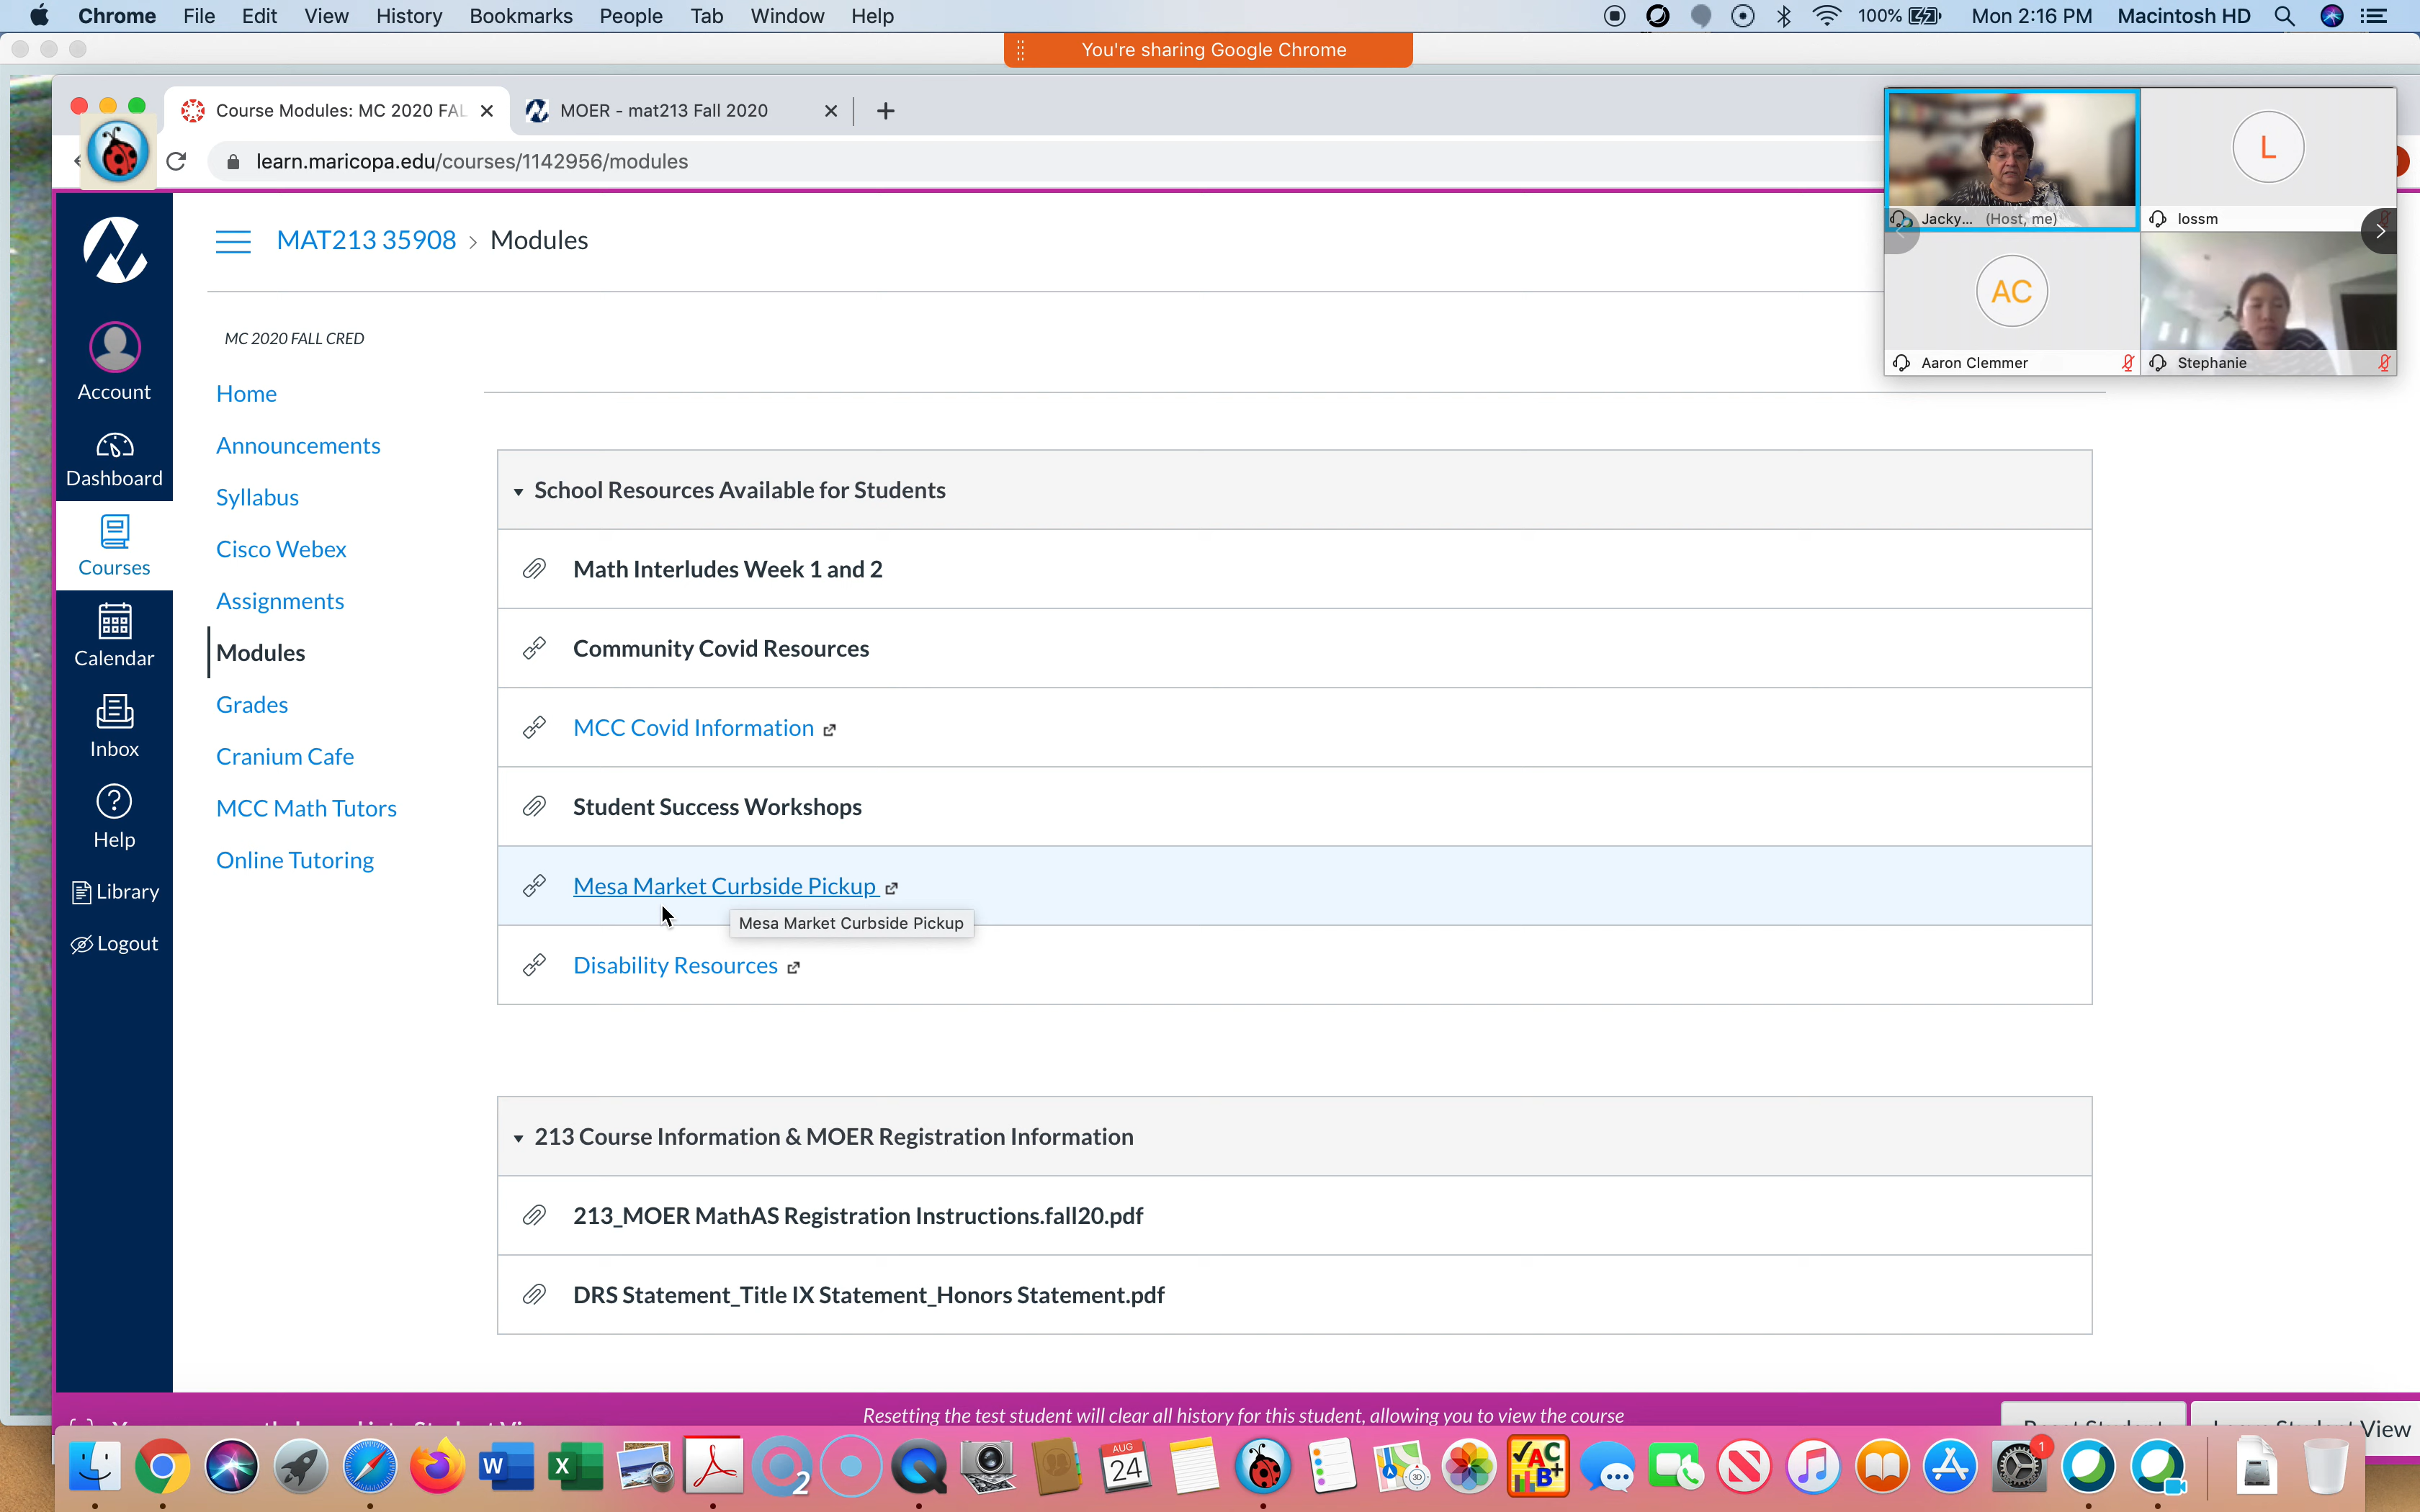 Chrome File Edit View History Bookmarks People Tab Window Help 100% Mon 2:16 PM Macintosh HD
You're sharing Google Chrome
Course Modules: MC 2020 FAL
MOER - mat213 Fall 2020
learn.maricopa.edu/courses/1142956/modules
L
Jacky... (Host, me)
lossm
AC
Aaron Clemmer
Stephanie
MAT213 35908 > Modules
MC 2020 FALL CRED
Account
Dashboard
Courses
Calendar
Inbox
Help
Library
Logout
Home
Announcements
Syllabus
Cisco Webex
Assignments
Modules
Grades
Cranium Cafe
MCC Math Tutors
Online Tutoring
School Resources Available for Students
Math Interludes Week 1 and 2
Community Covid Resources
MCC Covid Information
Student Success Workshops
Mesa Market Curbside Pickup
Mesa Market Curbside Pickup
Disability Resources
213 Course Information & MOER Registration Information
213_MOER MathAS Registration Instructions.fall20.pdf
DRS Statement_Title IX Statement_Honors Statement.pdf
Resetting the test student will clear all history for this student, allowing you to view the course
View
W
X
2
AUG
24
3D
AC
B+
1